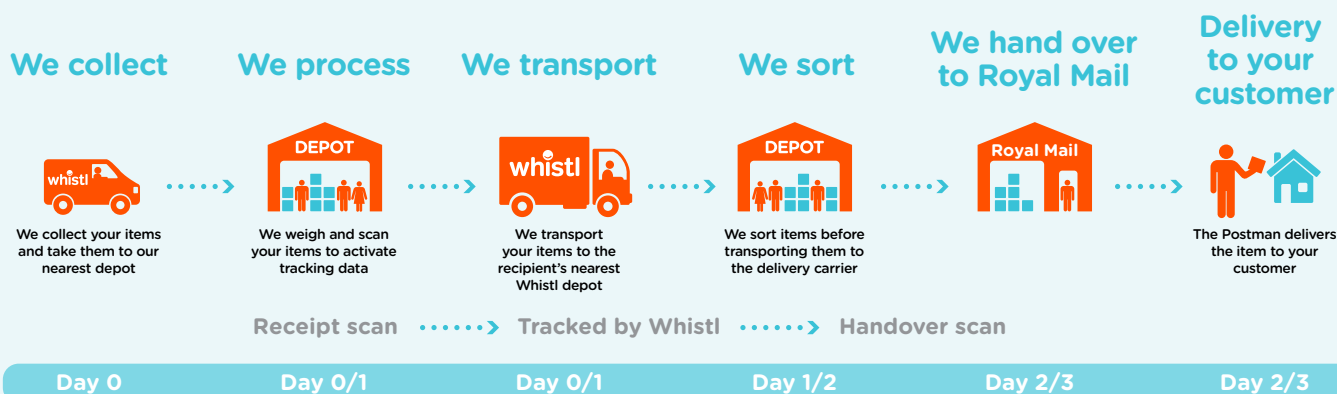 We collect
We process
We transport
We sort
We hand over
to Royal Mail
Delivery
to your
customer
whistl
DEPOT
whistl
DEPOT
Royal Mail
We collect your items
and take them to our
nearest depot
We weigh and scan
your items to activate
tracking data
We transport
your items to the
recipient's nearest
Whistl depot
We sort items before
transporting them to
the delivery carrier
The Postman delivers
the item to your
customer
Receipt scan
Tracked by Whistl
Handover scan
Day 0
Day 0/1
Day 0/1
Day 1/2
Day 2/3
Day 2/3